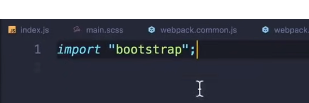 index.js main.scss webpack.common.js webpack.
1 import "bootstrap";